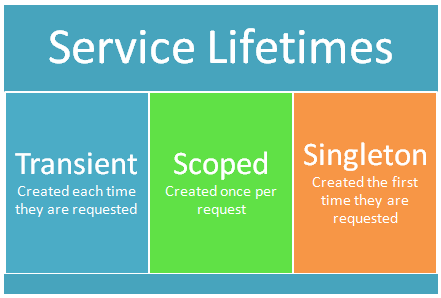 Service Lifetimes
Transient
Created each time
they are requested
Scoped
Created once per
request
Singleton
Created the first
time they are
requested